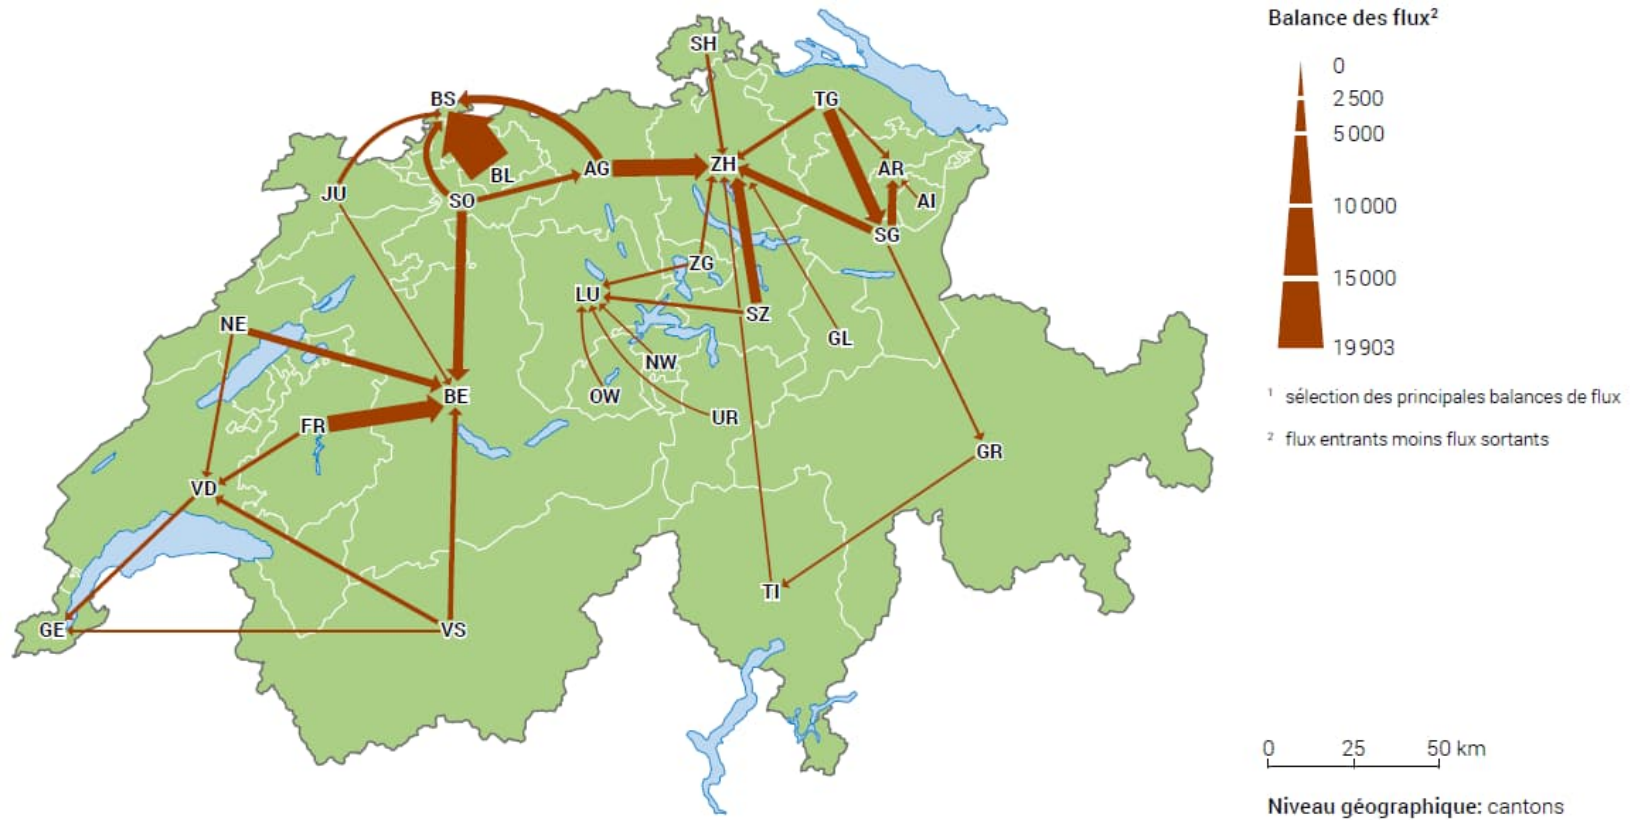 Balance des flux²
0
2 500
5 000
10 000
15 000
19 903
¹ sélection des principales balances de flux
² flux entrants moins flux sortants
SH
BS
TG
ZH
AG
AR
BL
JU
SO
AI
SG
ZG
LU
SZ
NE
GL
NW
BE
OW
UR
FR
GR
VD
TI
GE
VS
0 25 50 km
Niveau géographique: cantons